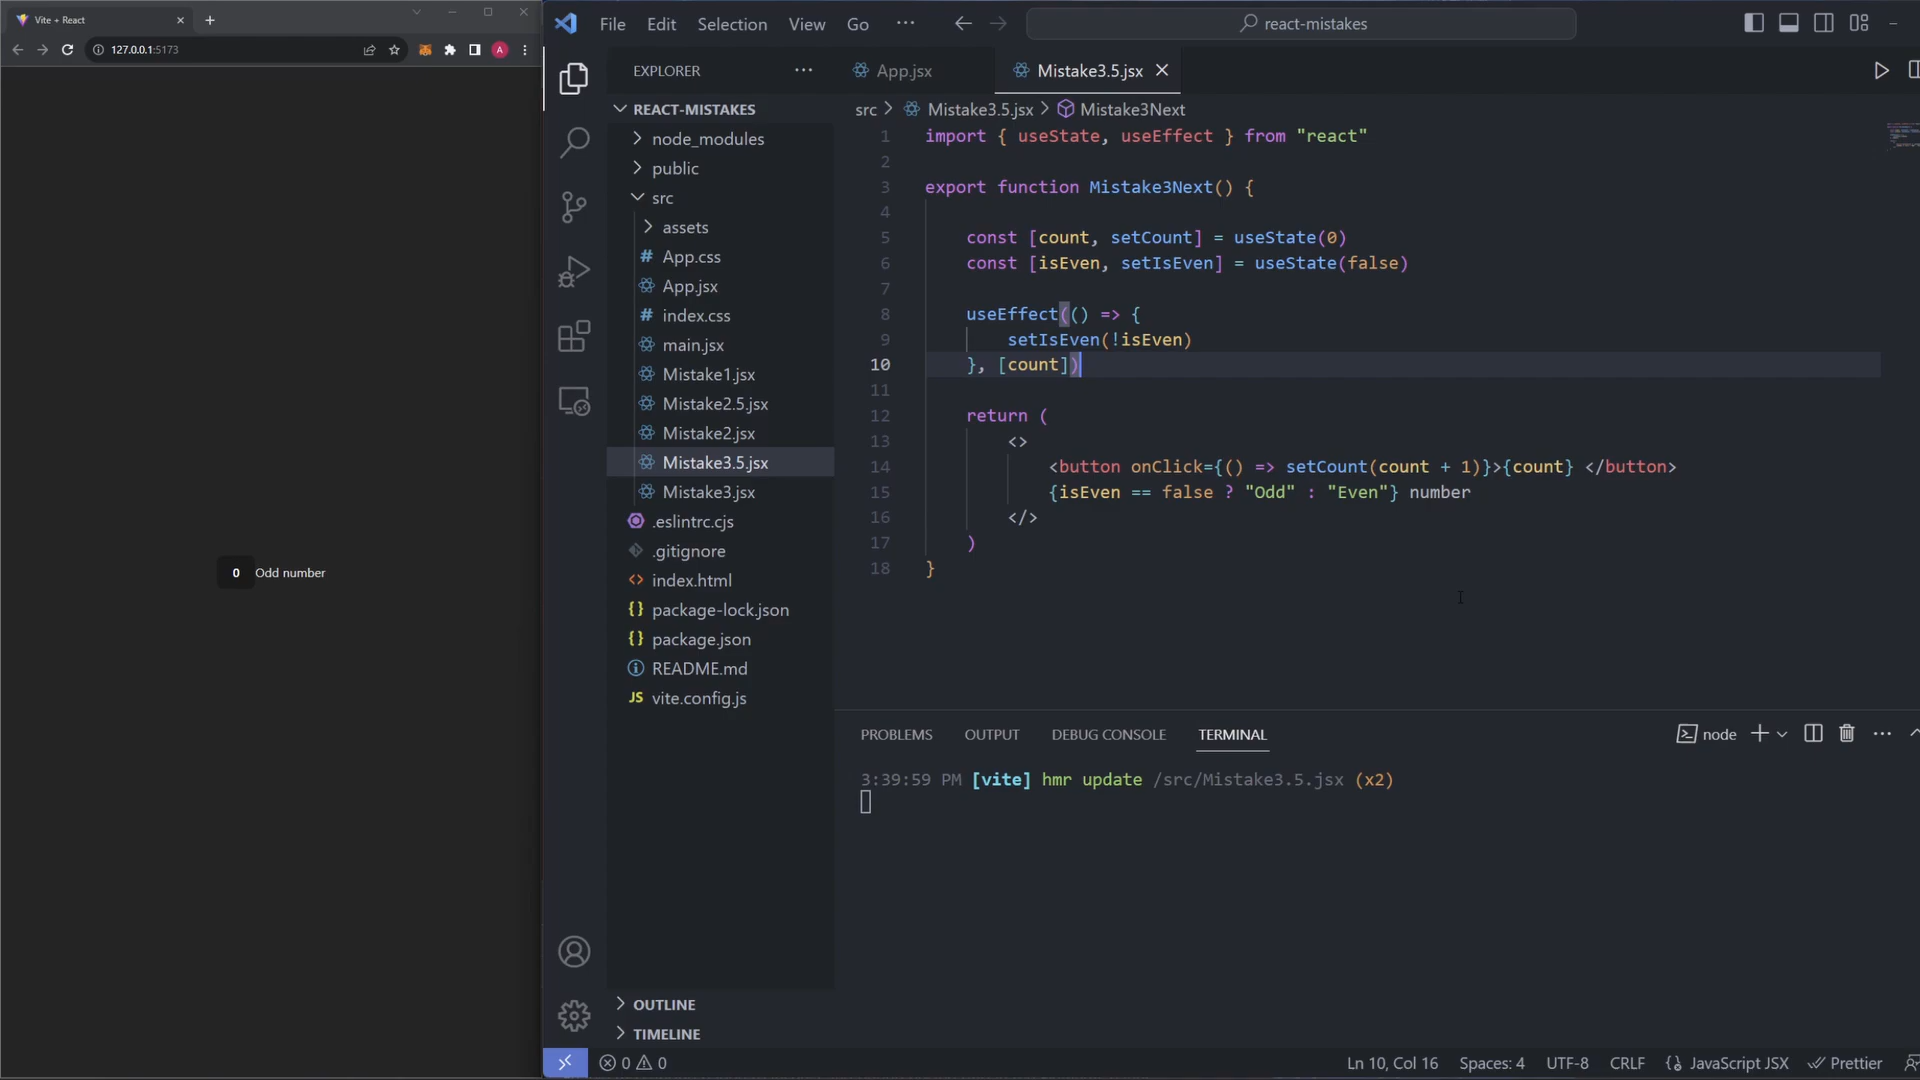 Vite + React
127.0.0.1:5173
A
0 Odd number
File Edit Selection View Go ···
react-mistakes
EXPLORER ···
App.jsx
Mistake3.5.jsx
REACT-MISTAKES
node_modules
public
src
assets
# App.css
App.jsx
# index.css
main.jsx
Mistake1.jsx
Mistake2.5.jsx
Mistake2.jsx
Mistake3.5.jsx
Mistake3.jsx
.eslintrc.cjs
.gitignore
<> index.html
{} package-lock.json
{} package.json
README.md
JS vite.config.js
OUTLINE
TIMELINE
src > Mistake3.5.jsx > Mistake3Next
1 import { useState, useEffect } from "react"
2
3 export function Mistake3Next() {
4
5 const [count, setCount] = useState(0)
6 const [isEven, setIsEven] = useState(false)
7
8 useEffect(() => {
9 setIsEven(!isEven)
10 }, [count])
11
12 return (
13 <>
14 <button onClick={() => setCount(count + 1)}>{count} </button>
15 {isEven == false ? "Odd" : "Even"} number
16 </>
17 )
18 }
PROBLEMS OUTPUT DEBUG CONSOLE TERMINAL
node
3:39:59 PM [vite] hmr update /src/Mistake3.5.jsx (x2)
0 0
Ln 10, Col 16 Spaces: 4 UTF-8 CRLF {} JavaScript JSX Prettier